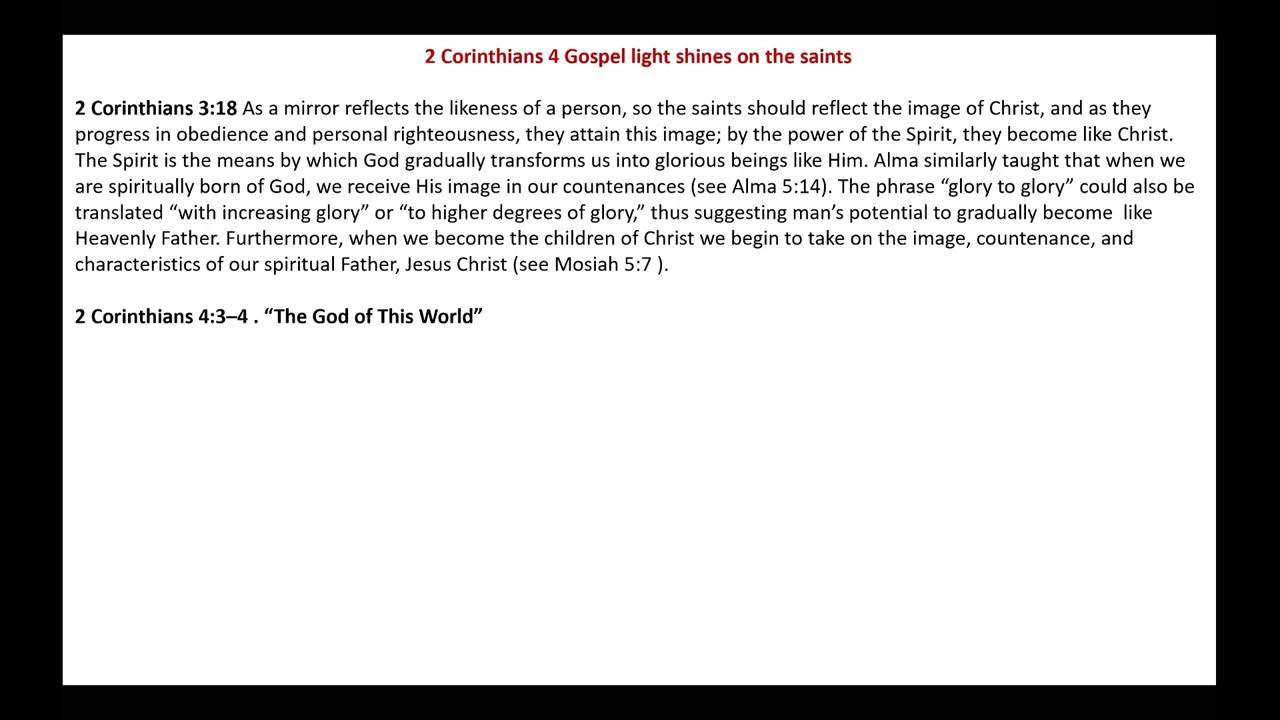 2 Corinthians 4 Gospel light shines on the saints
2 Corinthians 3:18 As a mirror reflects the likeness of a person, so the saints should reflect the image of Christ, and as they
progress in obedience and personal righteousness, they attain this image; by the power of the Spirit, they become like Christ.
The Spirit is the means by which God gradually transforms us into glorious beings like Him. Alma similarly taught that when we
are spiritually born of God, we receive His image in our countenances (see Alma 5:14). The phrase “glory to glory” could also be
translated “with increasing glory” or “to higher degrees of glory,” thus suggesting man’s potential to gradually become  like
Heavenly Father. Furthermore, when we become the children of Christ we begin to take on the image, countenance, and
characteristics of our spiritual Father, Jesus Christ (see Mosiah 5:7 ).
2 Corinthians 4:3–4 . “The God of This World”